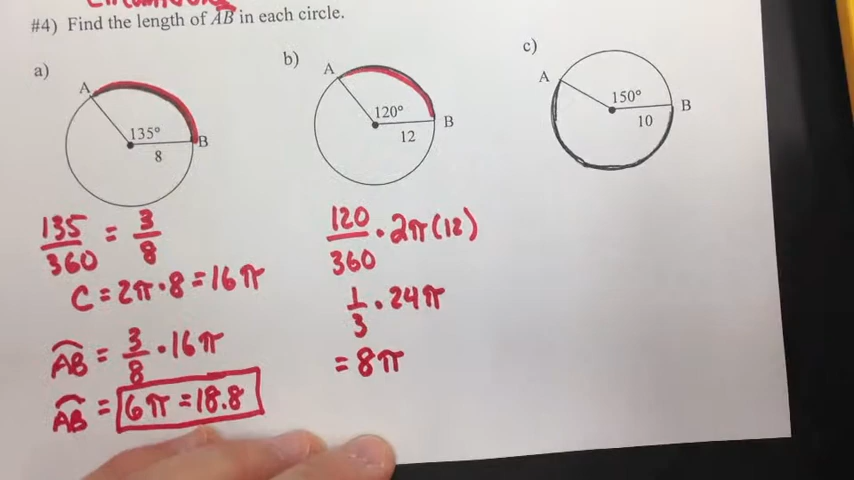 #4) Find the length of AB in each circle.
a)
A
135°
B
8
135/360 = 3/8
C = 2π·8 = 16π
AB = 3/8 · 16π
AB = 6π = 18.8
b)
A
120°
B
12
120/360 · 2π(12)
1/3 · 24π
= 8π
c)
A
150°
B
10